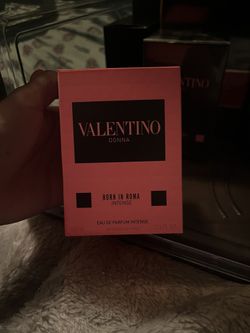 VALENTINO
DONNA
BORN IN ROMA
INTENSE
EAU DE PARFUM INTENSE